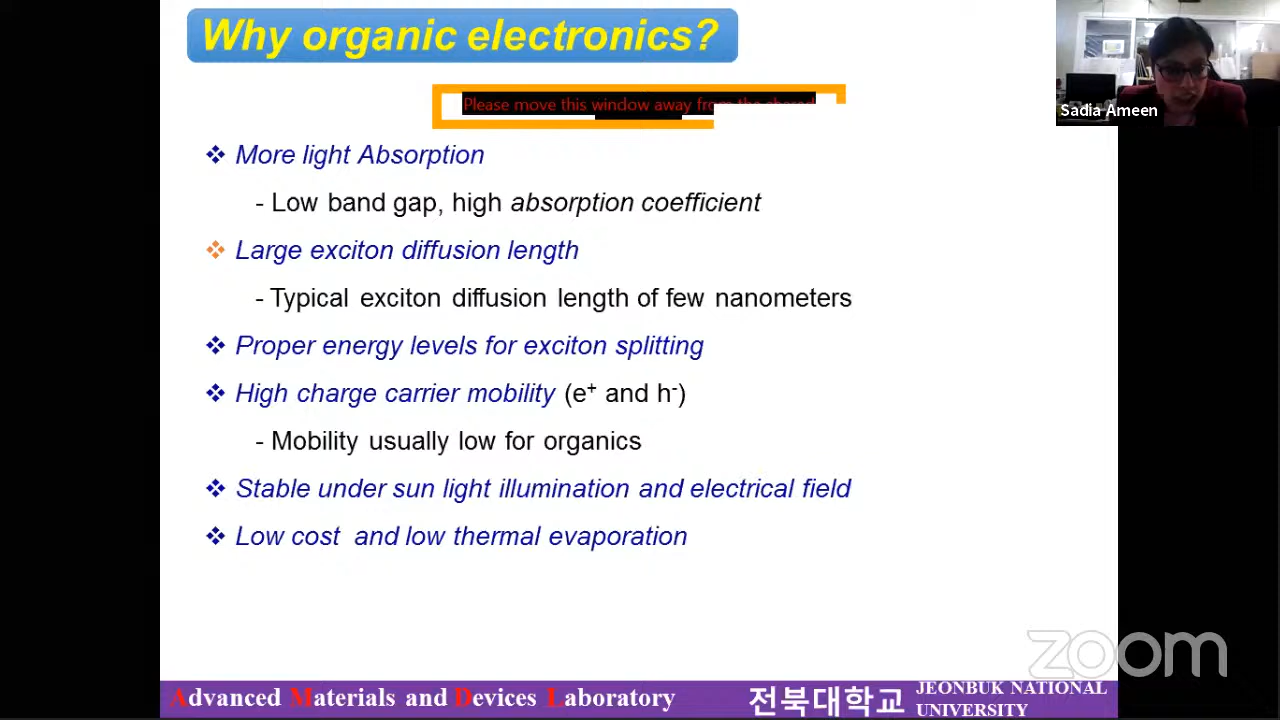 Why organic electronics?
Please move this window away from the shared
Sadia Ameen
❖ More light Absorption
- Low band gap, high absorption coefficient
❖ Large exciton diffusion length
- Typical exciton diffusion length of few nanometers
❖ Proper energy levels for exciton splitting
❖ High charge carrier mobility (e⁺ and h⁻)
- Mobility usually low for organics
❖ Stable under sun light illumination and electrical field
❖ Low cost and low thermal evaporation
zoom
Advanced Materials and Devices Laboratory
전북대학교
JEONBUK NATIONAL
UNIVERSITY